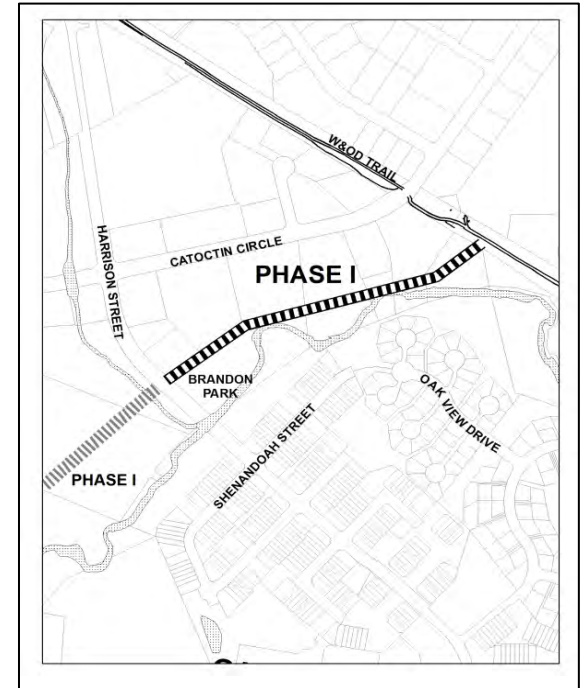 W&OD TRAIL
HARRISON STREET
CATOCTIN CIRCLE
PHASE I
BRANDON
PARK
OAK VIEW DRIVE
SHENANDOAH STREET
PHASE I